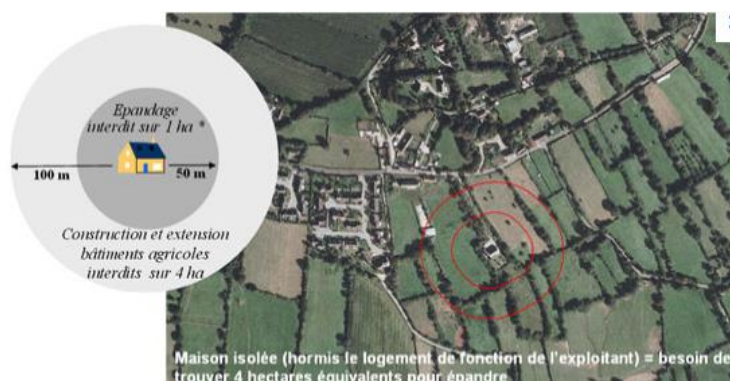 Epandage
interdit sur 1 ha *
100 m
50 m
Construction et extension
bâtiments agricoles
interdits sur 4 ha
Maison isolée (hormis le logement de fonction de l'exploitant) = besoin de
trouver 4 hectares équivalents pour épandre